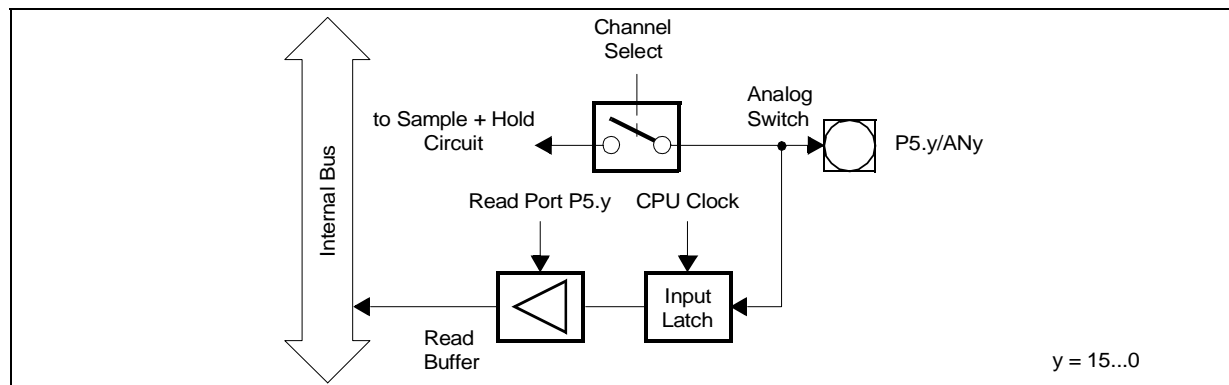 Channel
Select
Analog
Switch
to Sample + Hold
Circuit
P5.y/ANy
Read Port P5.y
CPU Clock
Internal Bus
Input
Latch
Read
Buffer
y = 15...0